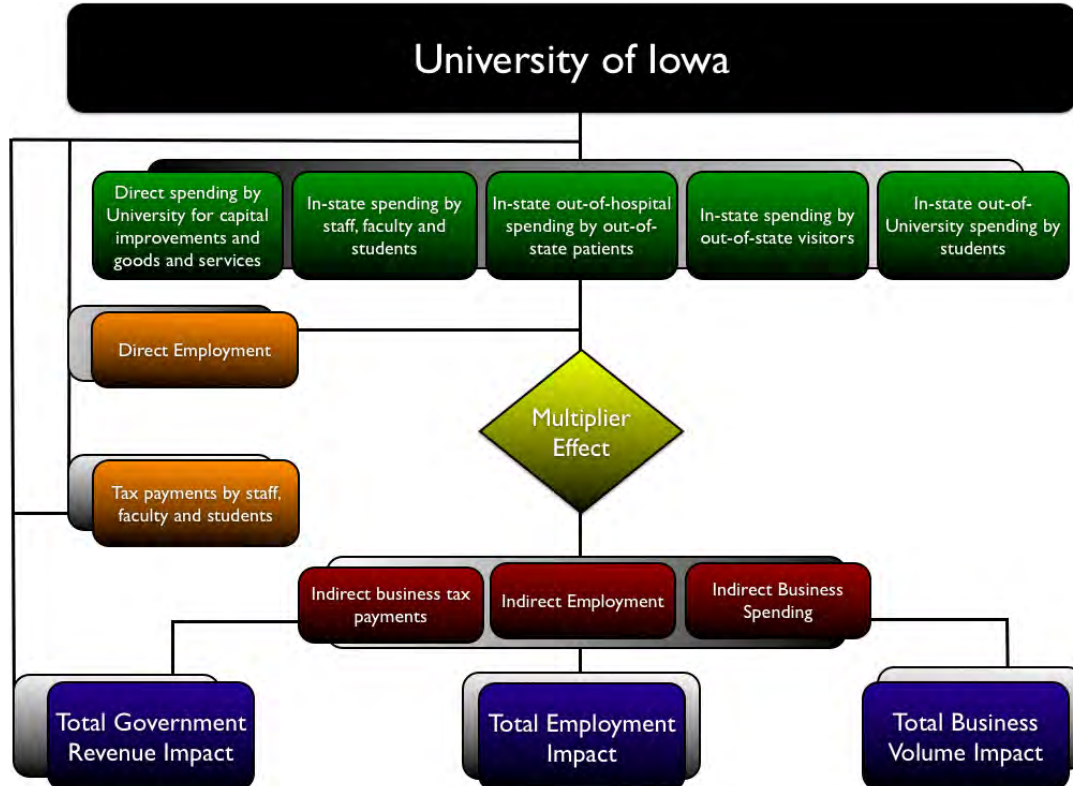 University of Iowa
Direct spending by
University for capital
improvements and
goods and services
In-state spending by
staff, faculty and
students
In-state out-of-hospital
spending by out-of-
state patients
In-state spending by
out-of-state visitors
In-state out-of-
University spending by
students
Direct Employment
Multiplier
Effect
Tax payments by staff,
faculty and students
Indirect business tax
payments
Indirect Employment
Indirect Business
Spending
Total Government
Revenue Impact
Total Employment
Impact
Total Business
Volume Impact